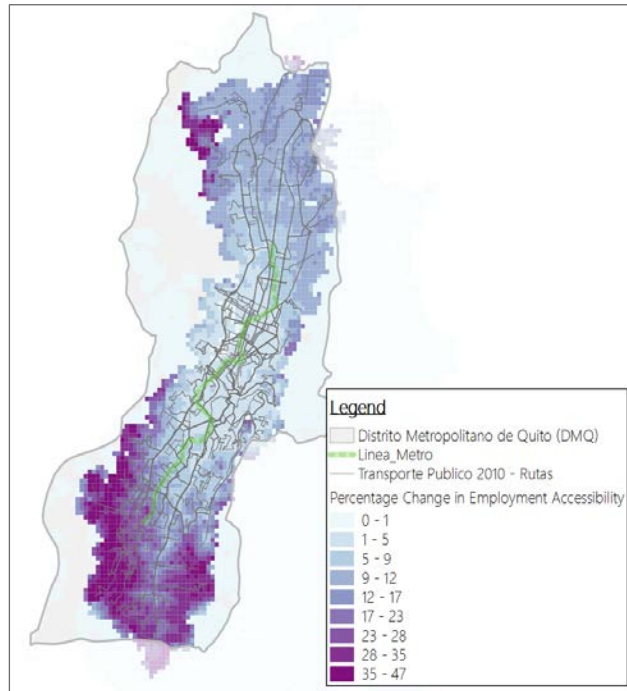 Legend
Distrito Metropolitano de Quito (DMQ)
Linea_Metro
Transporte Publico 2010 - Rutas
Percentage Change in Employment Accessibility
0 - 1
1 - 5
5 - 9
9 - 12
12 - 17
17 - 23
23 - 28
28 - 35
35 - 47